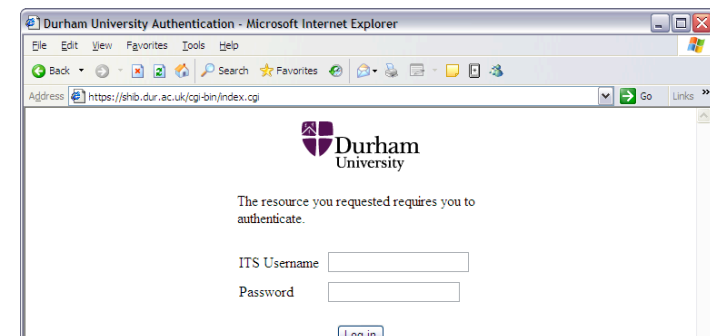 Durham University Authentication - Microsoft Internet Explorer
File Edit View Favorites Tools Help
Back Search Favorites
Address https://shib.dur.ac.uk/cgi-bin/index.cgi Go Links »
Durham
University
The resource you requested requires you to
authenticate.
ITS Username
Password
Log in